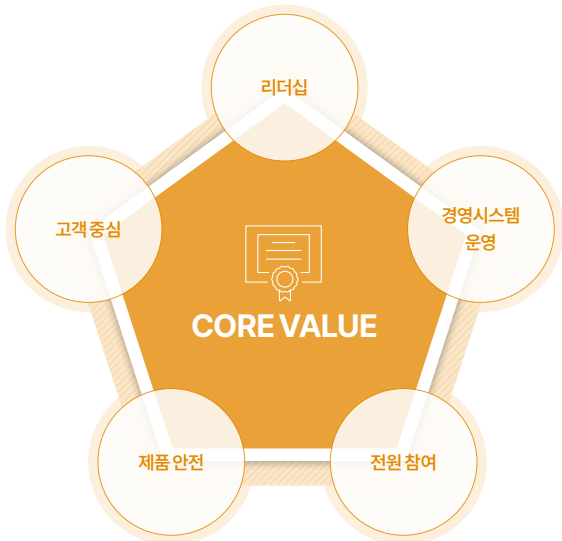 리더십
고객 중심
경영시스템
운영
CORE VALUE
제품 안전
전원 참여